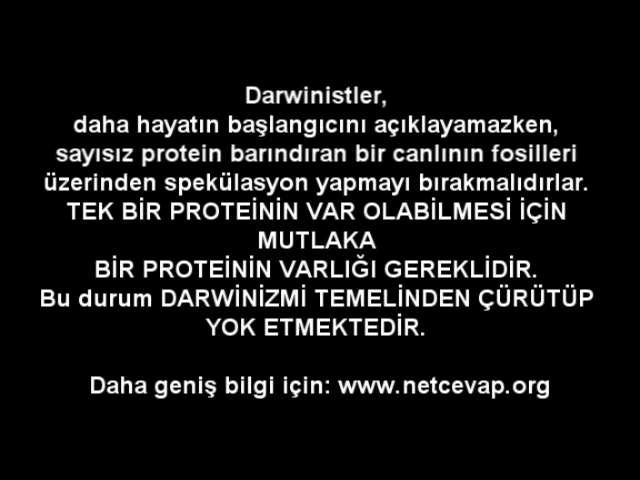 Darwinistler,
daha hayatın başlangıcını açıklayamazken,
sayısız protein barındıran bir canlının fosilleri
üzerinden spekülasyon yapmayı bırakmalıdırlar.
TEK BİR PROTEİNİN VAR OLABİLMESİ İÇİN
MUTLAKA
BİR PROTEİNİN VARLIĞI GEREKLİDİR.
Bu durum DARWİNİZMİ TEMELİNDEN ÇÜRÜTÜP
YOK ETMEKTEDİR.
Daha geniş bilgi için: www.netcevap.org